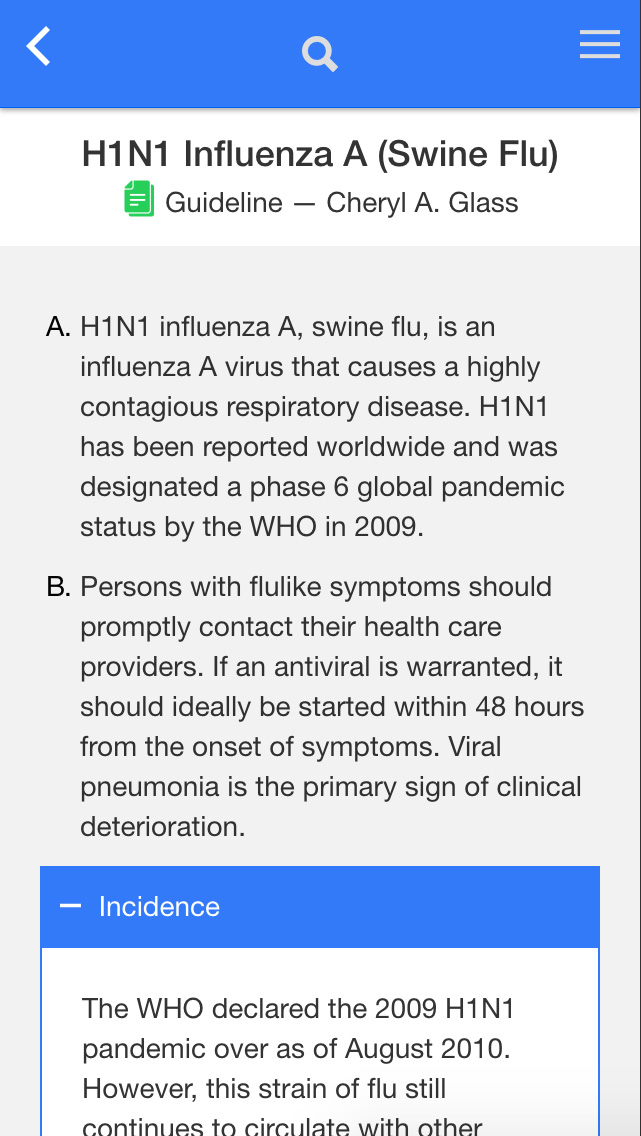 H1N1 Influenza A (Swine Flu)
Guideline — Cheryl A. Glass
A. H1N1 influenza A, swine flu, is an
influenza A virus that causes a highly
contagious respiratory disease. H1N1
has been reported worldwide and was
designated a phase 6 global pandemic
status by the WHO in 2009.
B. Persons with flulike symptoms should
promptly contact their health care
providers. If an antiviral is warranted, it
should ideally be started within 48 hours
from the onset of symptoms. Viral
pneumonia is the primary sign of clinical
deterioration.
Incidence
The WHO declared the 2009 H1N1
pandemic over as of August 2010.
However, this strain of flu still
continues to circulate with other